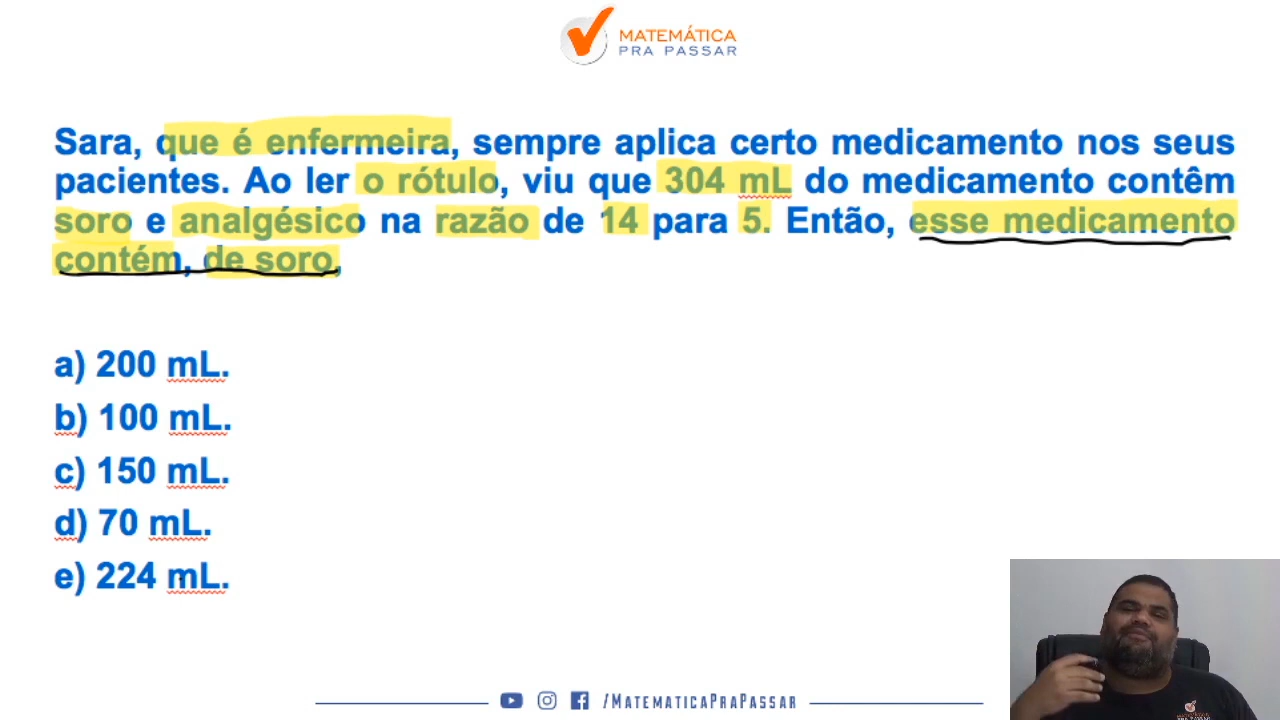 MATEMÁTICA
PRA PASSAR
Sara, que é enfermeira, sempre aplica certo medicamento nos seus
pacientes. Ao ler o rótulo, viu que 304 mL do medicamento contêm
soro e analgésico na razão de 14 para 5. Então, esse medicamento
contém, de soro,
a) 200 mL.
b) 100 mL.
c) 150 mL.
d) 70 mL.
e) 224 mL.
/MATEMATICAPRAPASSAR